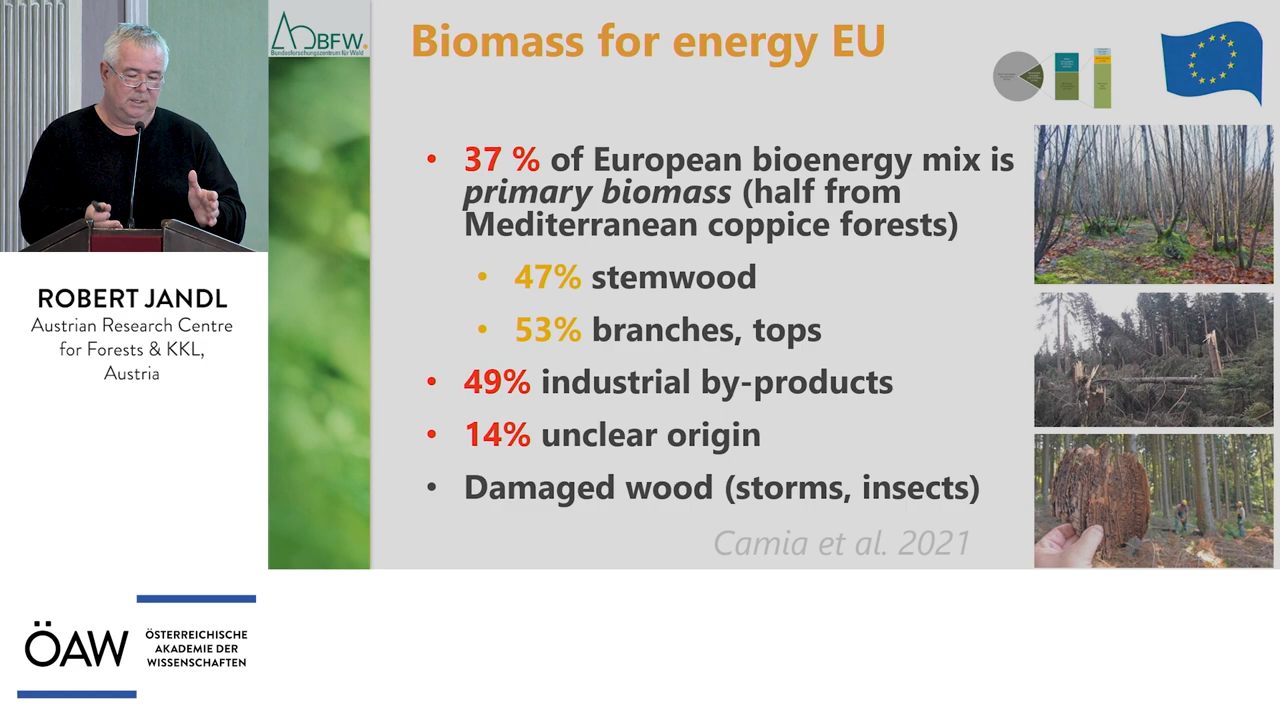 BFW.
Bundesforschungszentrum für Wald
Biomass for energy EU
• 37 % of European bioenergy mix is
primary biomass (half from
Mediterranean coppice forests)
• 47% stemwood
• 53% branches, tops
• 49% industrial by-products
• 14% unclear origin
• Damaged wood (storms, insects)
Camia et al. 2021
ROBERT JANDL
Austrian Research Centre
for Forests & KKL,
Austria
ÖAW
ÖSTERREICHISCHE
AKADEMIE DER
WISSENSCHAFTEN